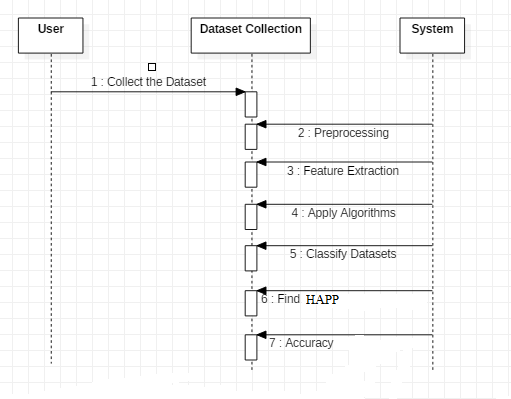 User
Dataset Collection
System
1 : Collect the Dataset
2 : Preprocessing
3 : Feature Extraction
4 : Apply Algorithms
5 : Classify Datasets
6 : Find HAPP
7 : Accuracy